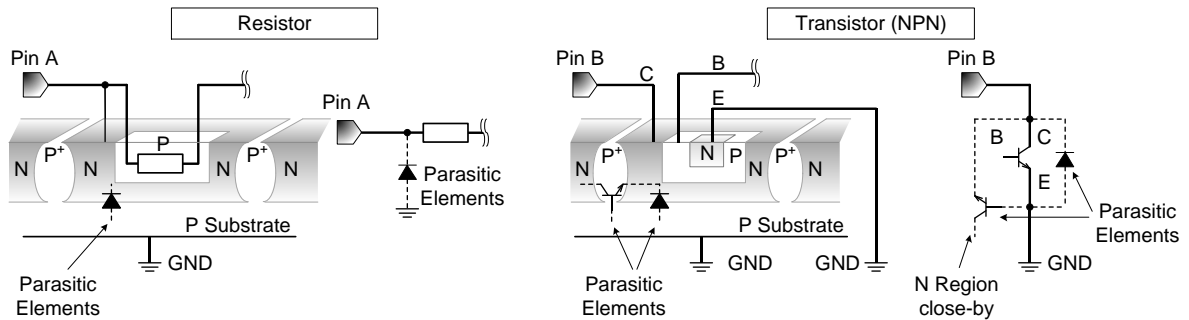 Resistor
Pin A
N
P+
N
P
P+
N
N
P Substrate
GND
Parasitic
Elements
Pin A
Parasitic
Elements
Transistor (NPN)
Pin B
C
B
E
N
P+
N
N
P
P+
N
N
P Substrate
GND
GND
Parasitic
Elements
Pin B
B
C
E
Parasitic
Elements
GND
N Region
close-by